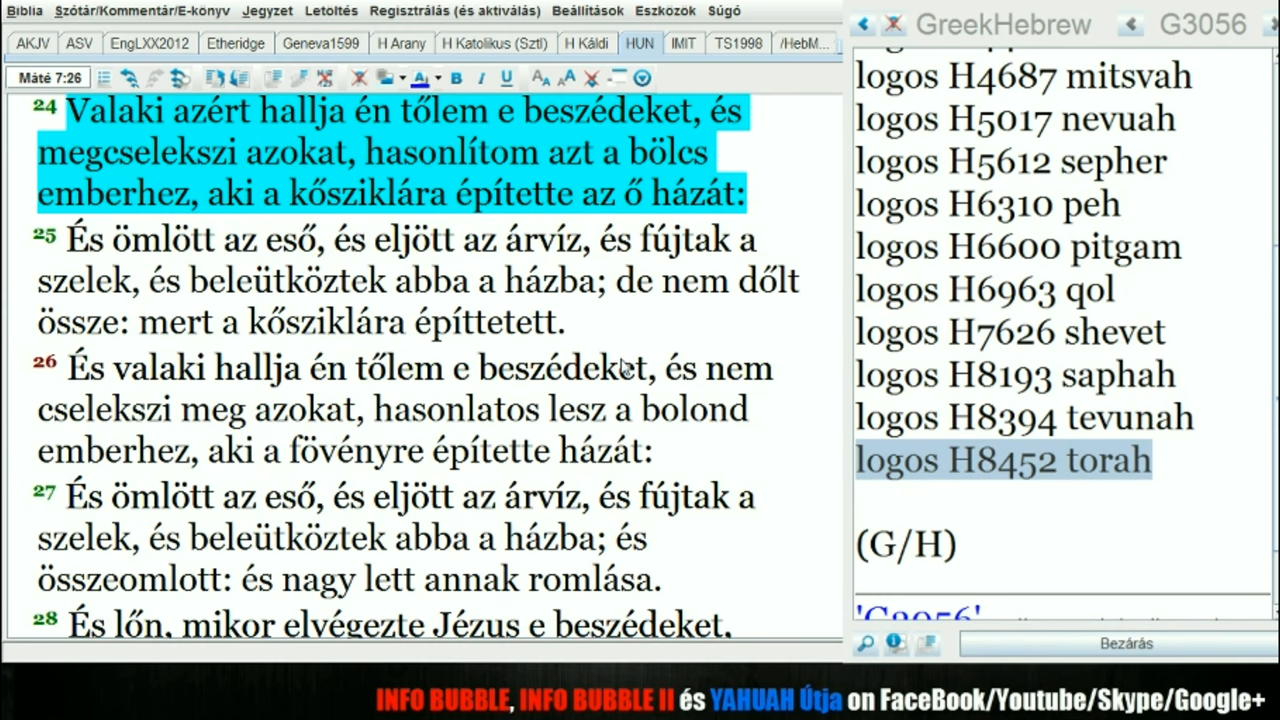 Biblia Szótár/Kommentár/E-könyv Jegyzet Letöltés Regisztrálás (és aktiválás) Beállítások Eszközök Súgó
AKJV ASV EngLXX2012 Etheridge Geneva1599 H Arany H Katolikus (Sztl) H Káldi HUN IMIT TS1998 /HebM...
Máté 7:26
24 Valaki azért hallja én tőlem e beszédeket, és
megcselekszi azokat, hasonlítom azt a bölcs
emberhez, aki a kősziklára építette az ő házát:
25 És ömlött az eső, és eljött az árvíz, és fújtak a
szelek, és beleütköztek abba a házba; de nem dőlt
össze: mert a kősziklára építtetett.
26 És valaki hallja én tőlem e beszédeket, és nem
cselekszi meg azokat, hasonlatos lesz a bolond
emberhez, aki a fövényre építette házát:
27 És ömlött az eső, és eljött az árvíz, és fújtak a
szelek, és beleütköztek abba a házba; és
összeomlott: és nagy lett annak romlása.
28 És lőn, mikor elvégezte Jézus e beszédeket,
GreekHebrew G3056
logos H4687 mitsvah
logos H5017 nevuah
logos H5612 sepher
logos H6310 peh
logos H6600 pitgam
logos H6963 qol
logos H7626 shevet
logos H8193 saphah
logos H8394 tevunah
logos H8452 torah
(G/H)
'G3056'
Bezárás
INFO BUBBLE, INFO BUBBLE II és YAHUAH Útja on FaceBook/Youtube/Skype/Google+